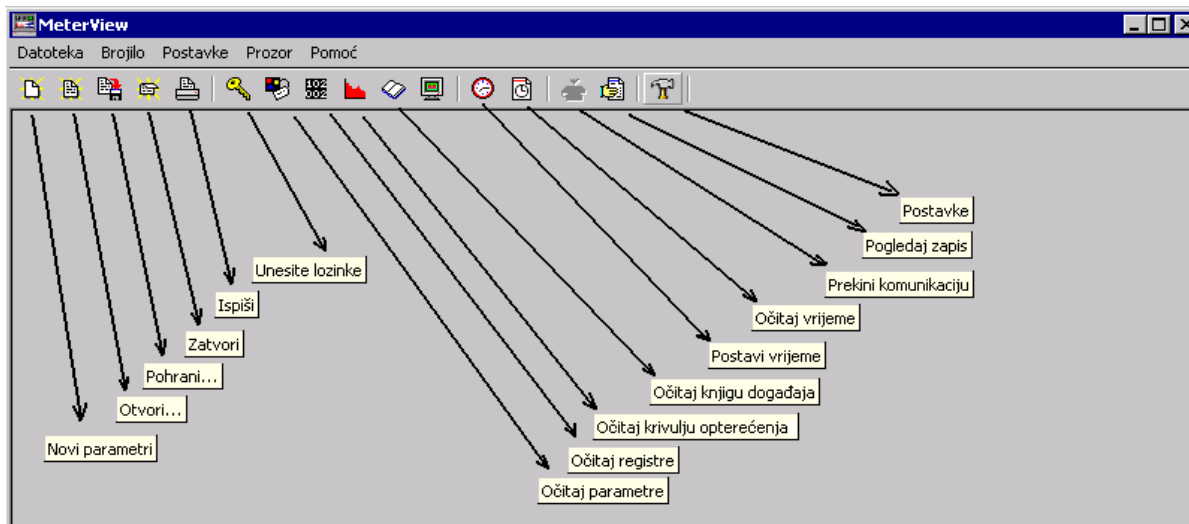 MeterView
Datoteka Brojilo Postavke Prozor Pomoć
Postavke
Pogledaj zapis
Unesite lozinke
Prekini komunikaciju
Ispiši
Očitaj vrijeme
Zatvori
Postavi vrijeme
Pohrani...
Očitaj knjigu događaja
Otvori...
Očitaj krivulju opterećenja
Novi parametri
Očitaj registre
Očitaj parametre